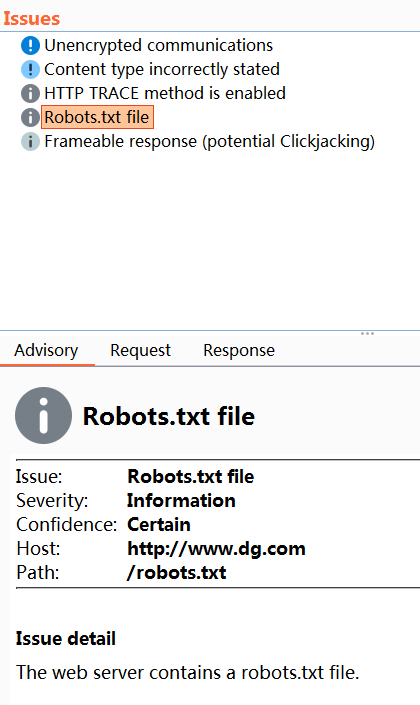 Issues
Unencrypted communications
Content type incorrectly stated
HTTP TRACE method is enabled
Robots.txt file
Frameable response (potential Clickjacking)
Advisory Request Response
Robots.txt file
Issue: Robots.txt file
Severity: Information
Confidence: Certain
Host: http://www.dg.com
Path: /robots.txt
Issue detail
The web server contains a robots.txt file.